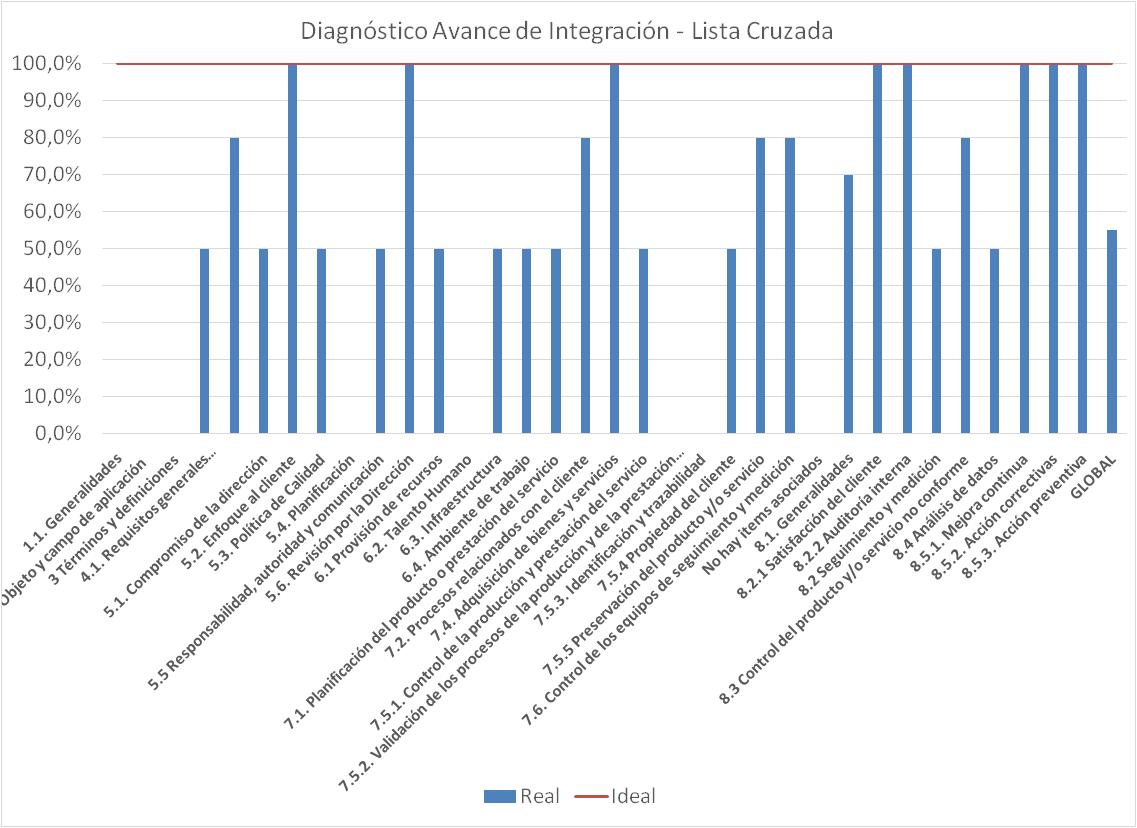 Diagnóstico Avance de Integración - Lista Cruzada
100,0%
90,0%
80,0%
70,0%
60,0%
50,0%
40,0%
30,0%
20,0%
10,0%
0,0%
1.1. Generalidades
Objeto y campo de aplicación
3 Términos y definiciones
4.1. Requisitos generales...
5.1. Compromiso de la dirección
5.2. Enfoque al cliente
5.3. Política de Calidad
5.4. Planificación
5.5 Responsabilidad, autoridad y comunicación
5.6. Revisión por la Dirección
6.1 Provisión de recursos
6.2. Talento Humano
6.3. Infraestructura
6.4. Ambiente de trabajo
7.1. Planificación del producto o prestación del servicio
7.2. Procesos relacionados con el cliente
7.4. Adquisición de bienes y servicios
7.5.1. Control de la producción y prestación del servicio
7.5.2. Validación de los procesos de la producción y de la prestación...
7.5.3. Identificación y trazabilidad
7.5.4 Propiedad del cliente
7.5.5 Preservación del producto y/o servicio
7.6. Control de los equipos de seguimiento y medición
No hay ítems asociados
8.1. Generalidades
8.2.1 Satisfacción del cliente
8.2.2 Auditoría interna
8.2 Seguimiento y medición
8.3 Control del producto y/o servicio no conforme
8.4 Análisis de datos
8.5.1. Mejora continua
8.5.2. Acción correctivas
8.5.3. Acción preventiva
GLOBAL
Real
Ideal